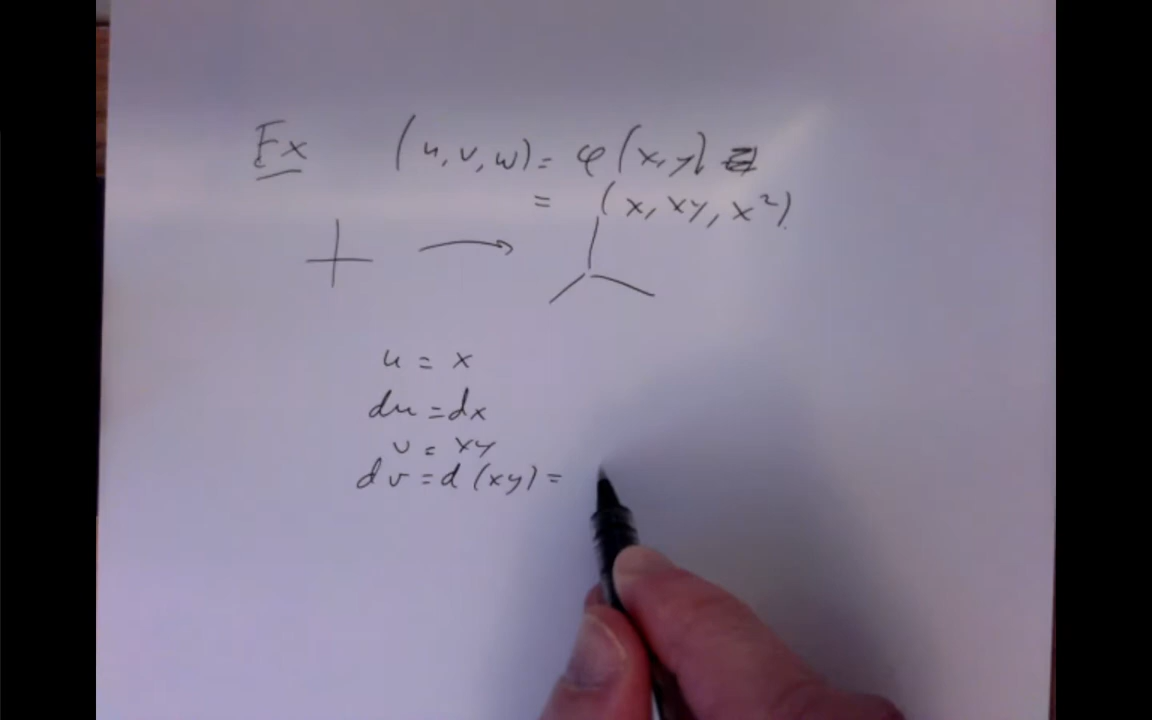 Ex (u, v, w) = φ(x, y)
= (x, xy, x²).
u = x
du = dx
v = xy
dv = d(xy) =